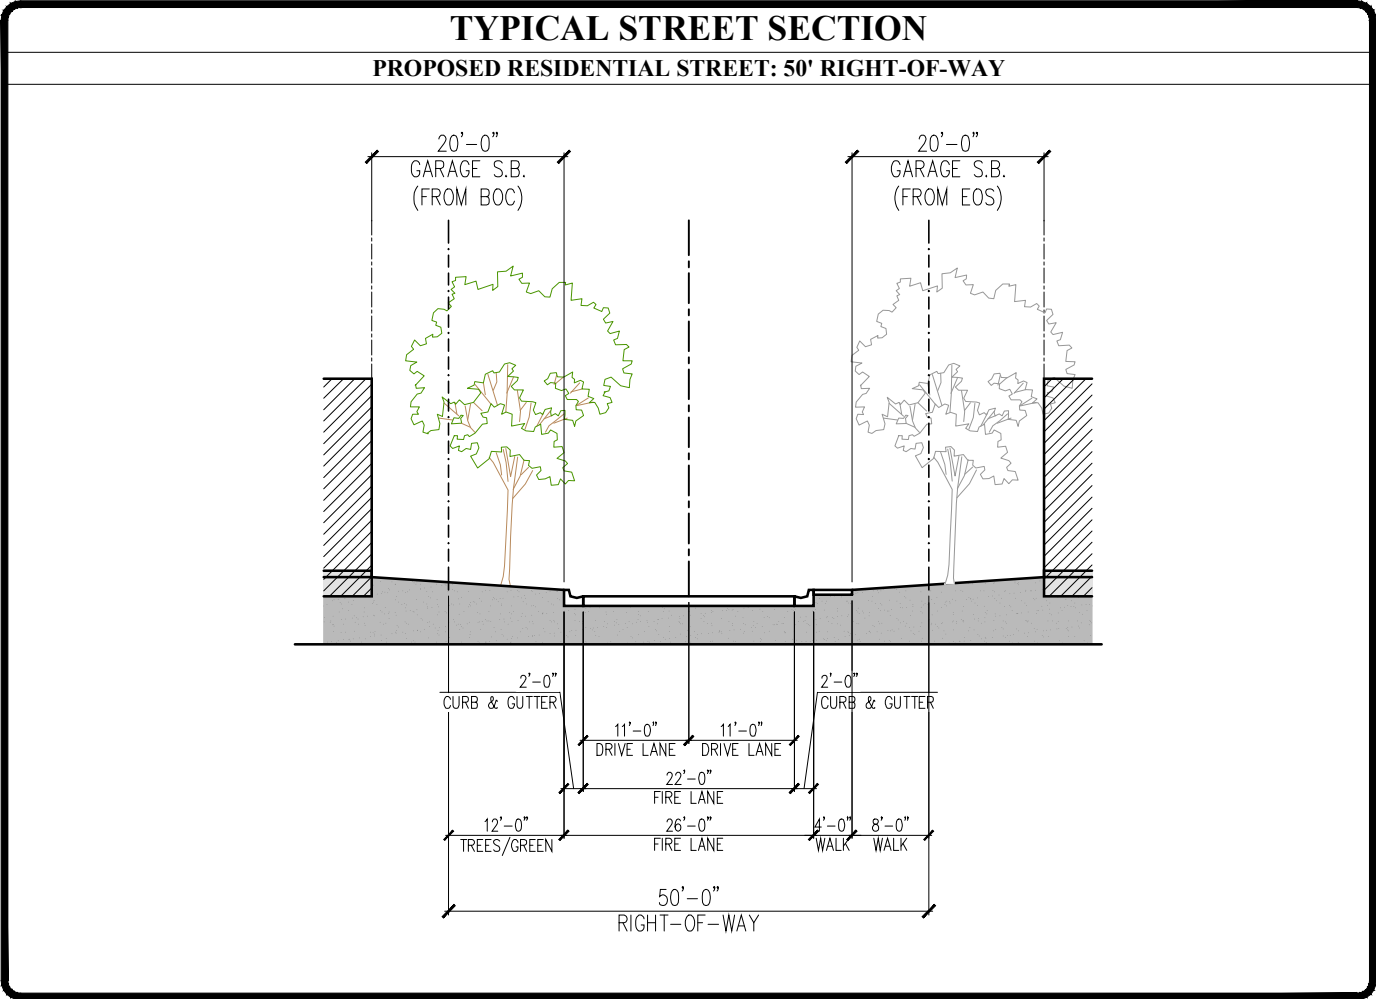 TYPICAL STREET SECTION
PROPOSED RESIDENTIAL STREET: 50' RIGHT-OF-WAY
20'-0"
GARAGE S.B.
(FROM BOC)
20'-0"
GARAGE S.B.
(FROM EOS)
2'-0"
CURB & GUTTER
2'-0"
CURB & GUTTER
11'-0"
DRIVE LANE
11'-0"
DRIVE LANE
22'-0"
FIRE LANE
12'-0"
TREES/GREEN
26'-0"
FIRE LANE
4'-0"
WALK
8'-0"
WALK
50'-0"
RIGHT-OF-WAY